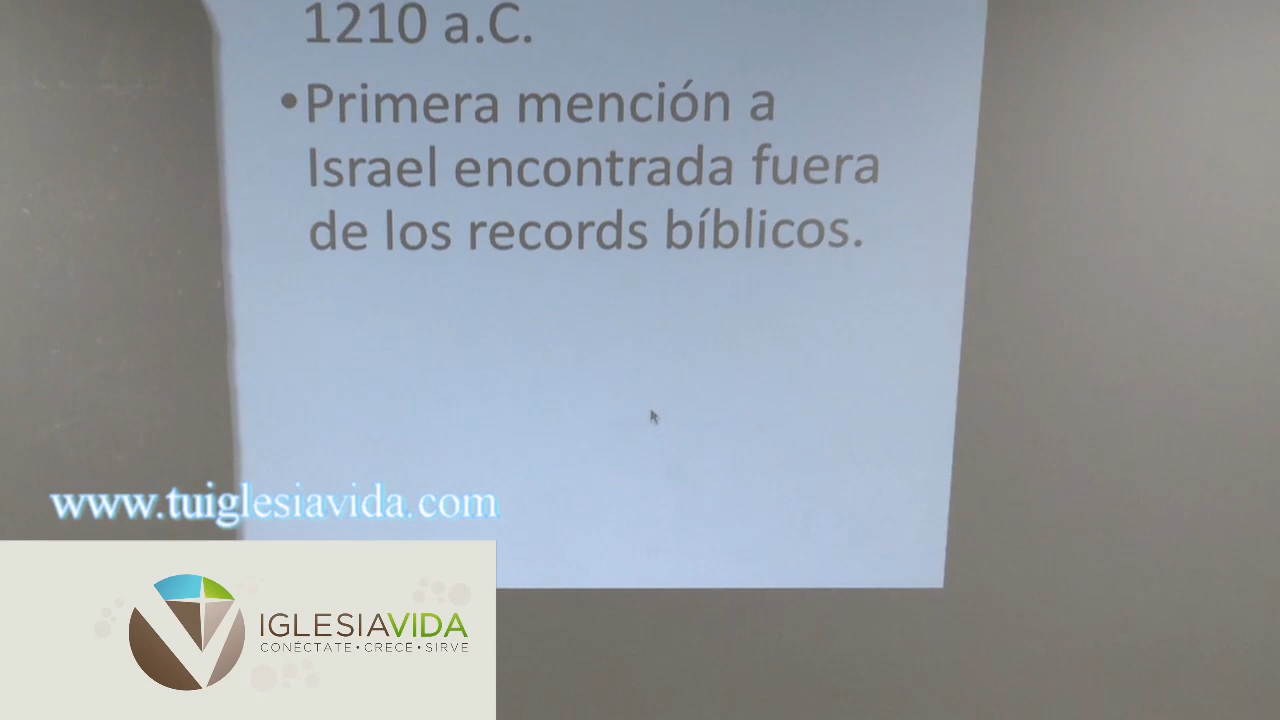 1210 a.C.
•Primera mención a
Israel encontrada fuera
de los records bíblicos.
www.tuiglesiavida.com
IGLESIAVIDA
CONÉCTATE • CRECE • SIRVE